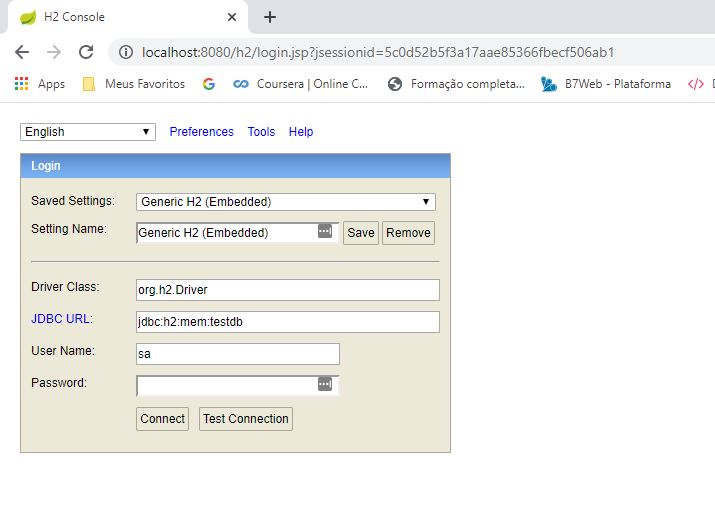 H2 Console
localhost:8080/h2/login.jsp?jsessionid=5c0d52b5f3a17aae85366fbecf506ab1
Apps Meus Favoritos Coursera | Online C... Formação completa... B7Web - Plataforma
English Preferences Tools Help
Login
Saved Settings: Generic H2 (Embedded)
Setting Name: Generic H2 (Embedded) Save Remove
Driver Class: org.h2.Driver
JDBC URL: jdbc:h2:mem:testdb
User Name: sa
Password:
Connect Test Connection